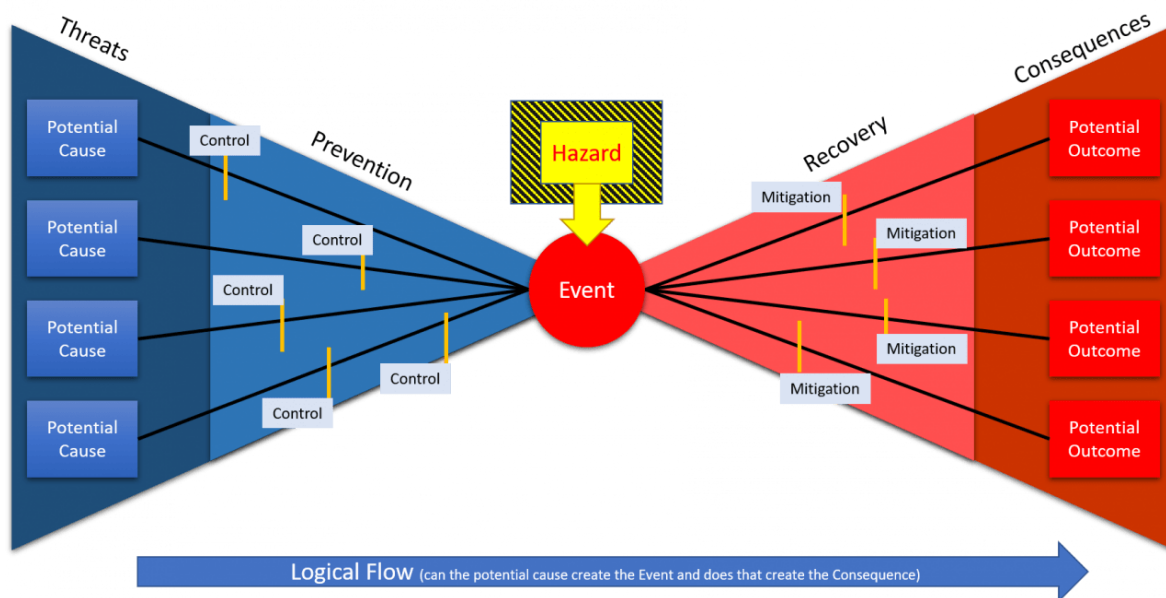 Threats
Prevention
Recovery
Consequences
Potential
Cause
Potential
Cause
Potential
Cause
Potential
Cause
Control
Control
Control
Control
Control
Hazard
Event
Mitigation
Mitigation
Mitigation
Mitigation
Potential
Outcome
Potential
Outcome
Potential
Outcome
Potential
Outcome
Logical Flow (can the potential cause create the Event and does that create the Consequence)